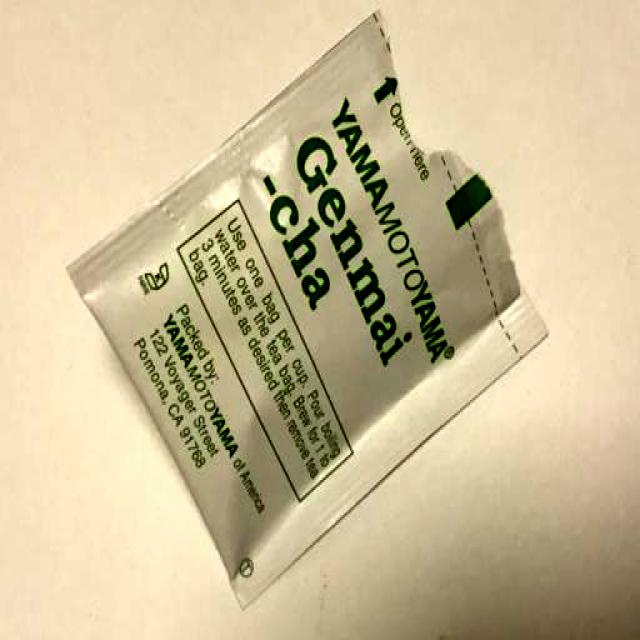 Open Here
YAMAMOTOYAMA®
Genmai
-cha
Use one bag per cup. Pour boiling
water over the tea bag. Brew for 1 to
3 minutes as desired then remove tea
bag.
Packed by:
YAMAMOTOYAMA of America
122 Voyager Street
Pomona, CA 91768